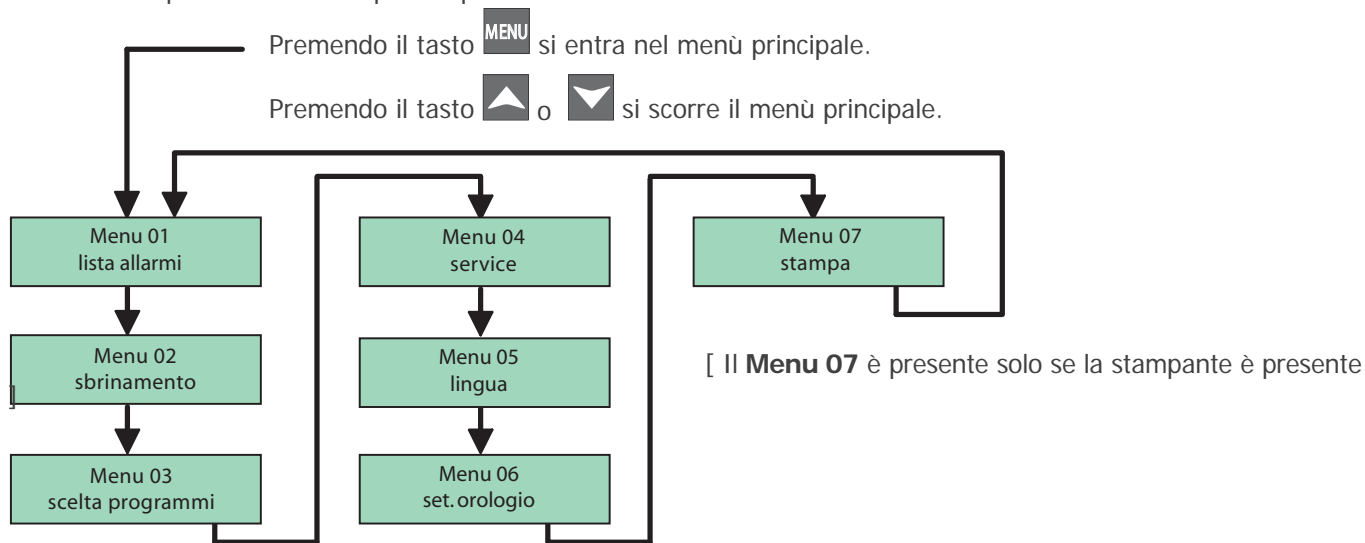 Premendo il tasto MENU si entra nel menù principale.
Premendo il tasto o si scorre il menù principale.
Menu 01
lista allarmi
Menu 02
sbrinamento
Menu 03
scelta programmi
Menu 04
service
Menu 05
lingua
Menu 06
set.orologio
Menu 07
stampa
[ Il Menu 07 è presente solo se la stampante è presente
]